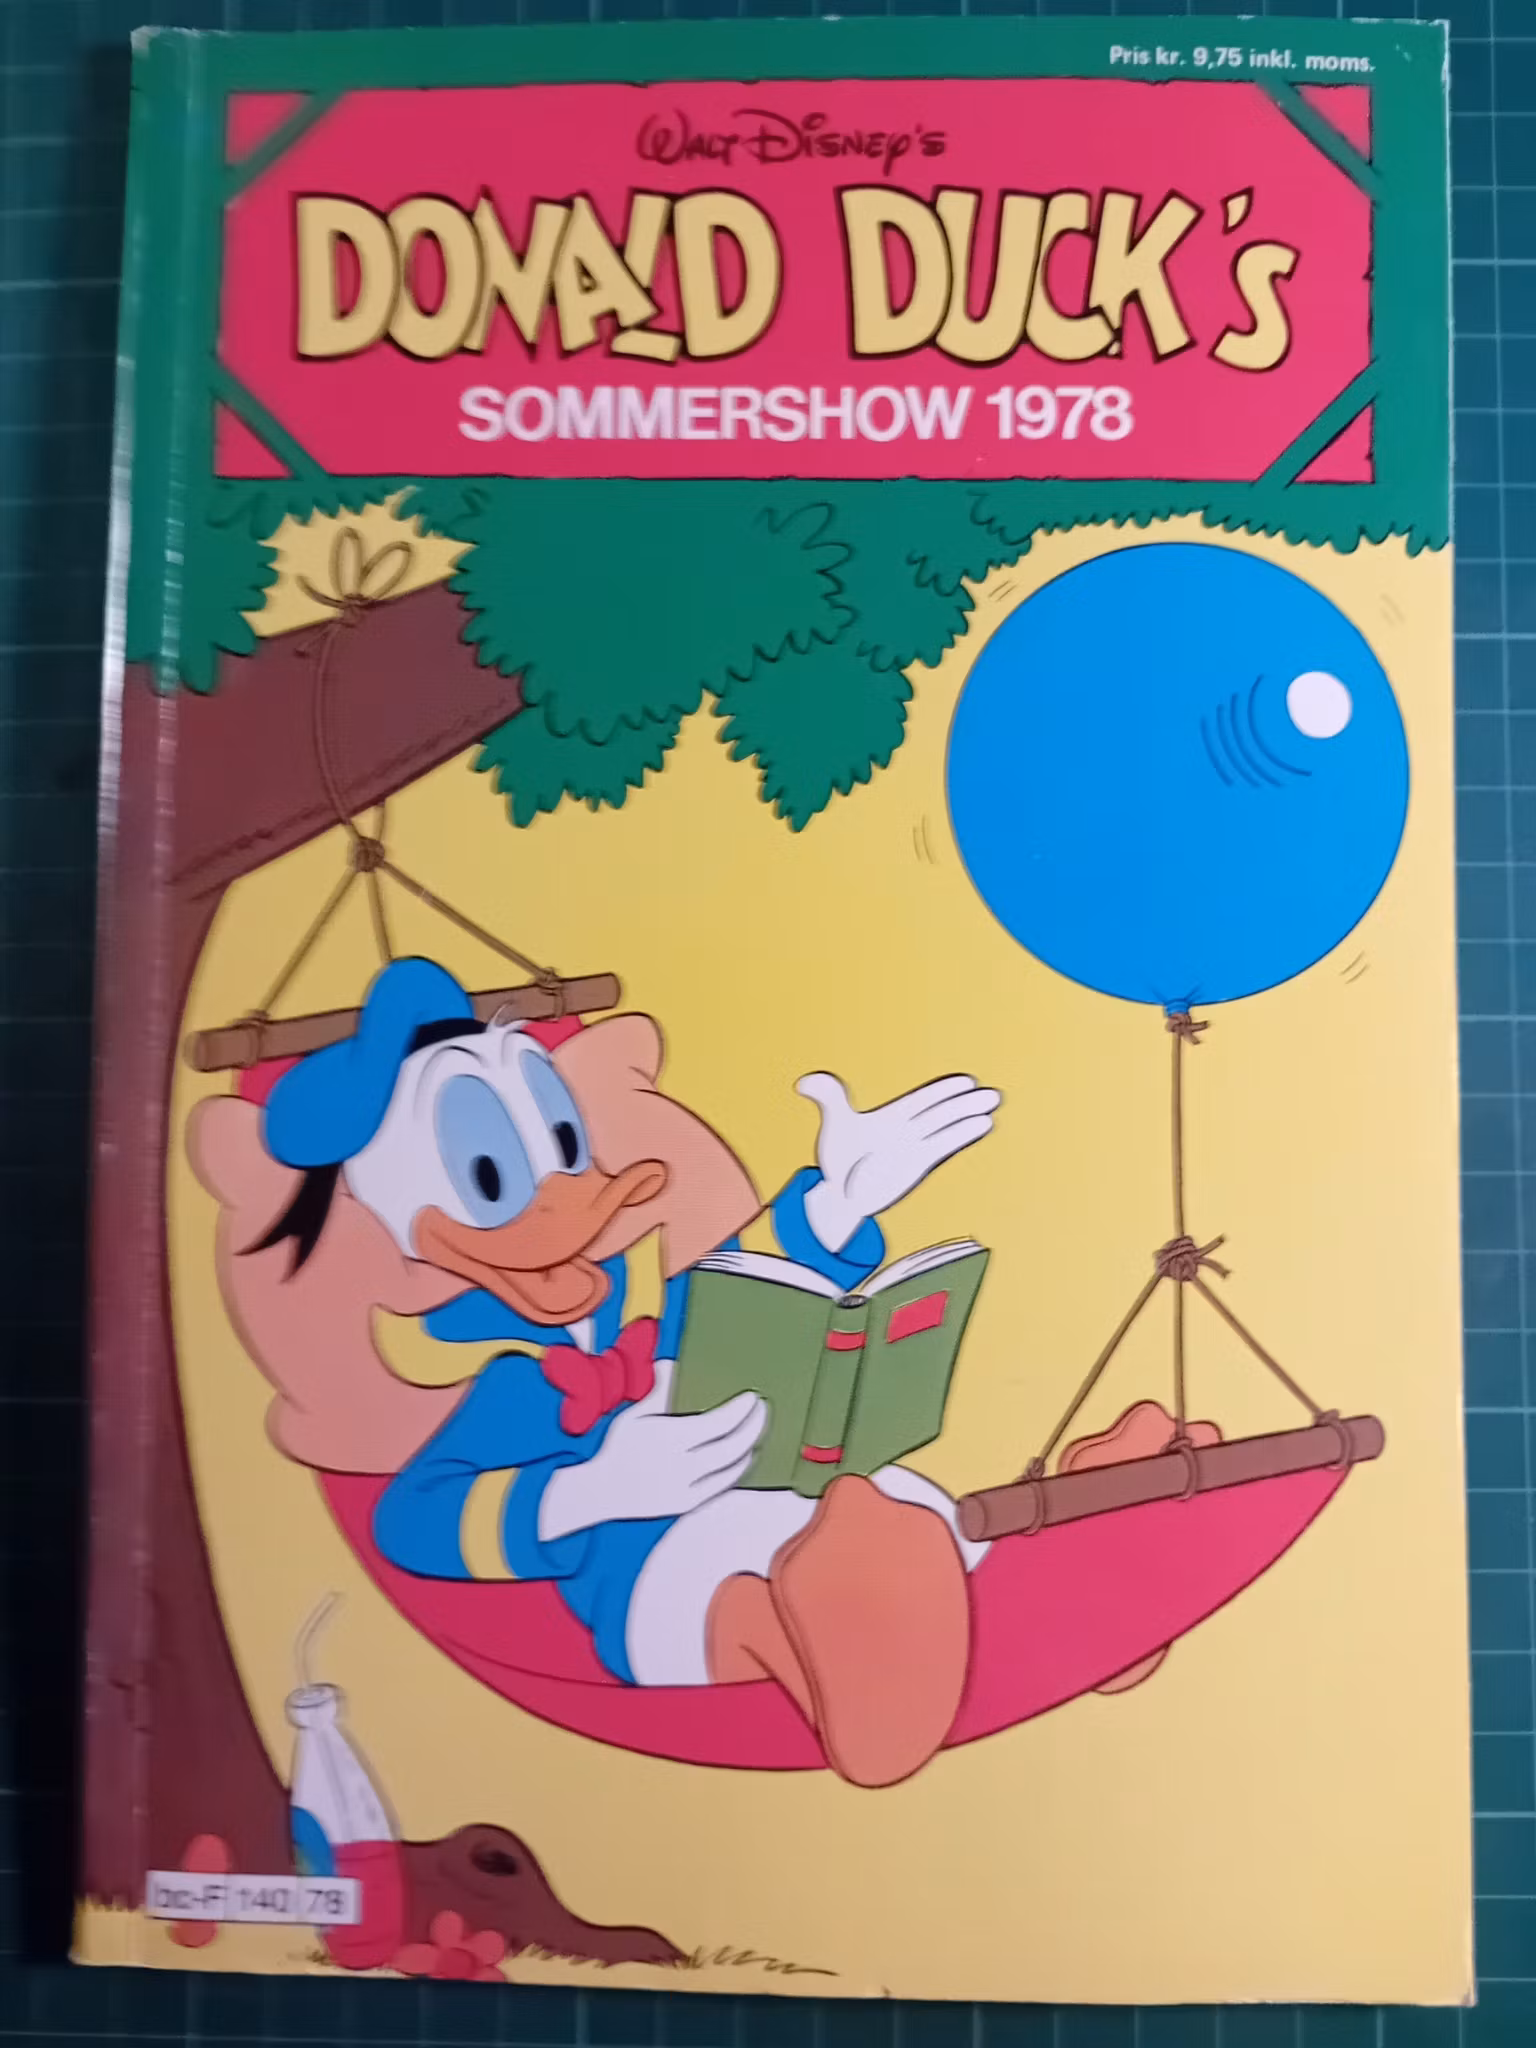 Pris kr. 9,75 inkl. moms.
WALT DISNEY'S
DONALD DUCK's
SOMMERSHOW 1978
bc-F 140 78